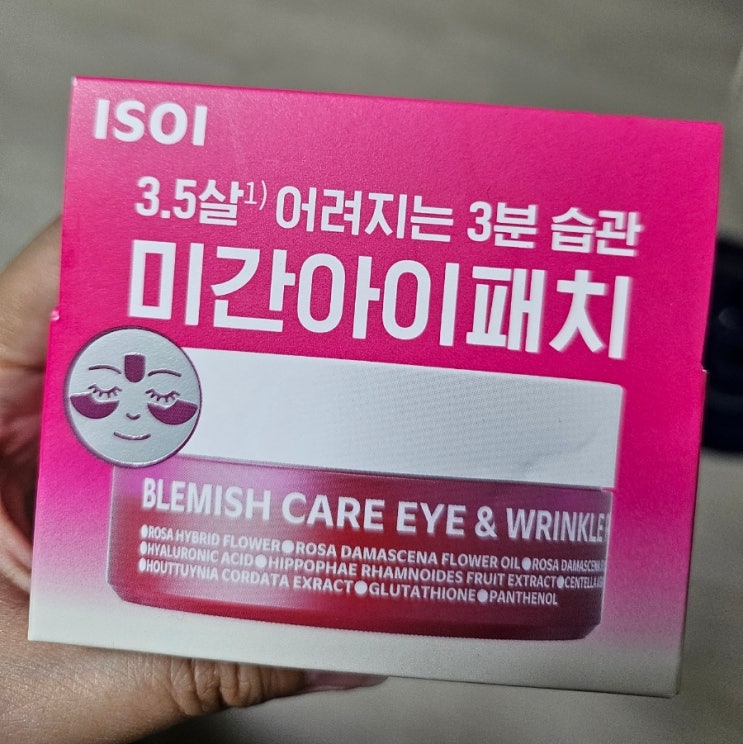 ISOI
3.5살1) 어려지는 3분 습관
미간아이패치
BLEMISH CARE EYE & WRINKLE
●ROSA HYBRID FLOWER●ROSA DAMASCENA FLOWER OIL●ROSA DAMASCENA
●HYALURONIC ACID●HIPPOPHAE RHAMNOIDES FRUIT EXTRACT●CENTELLA
●HOUTTUYNIA CORDATA EXTRACT●GLUTATHIONE●PANTHENOL